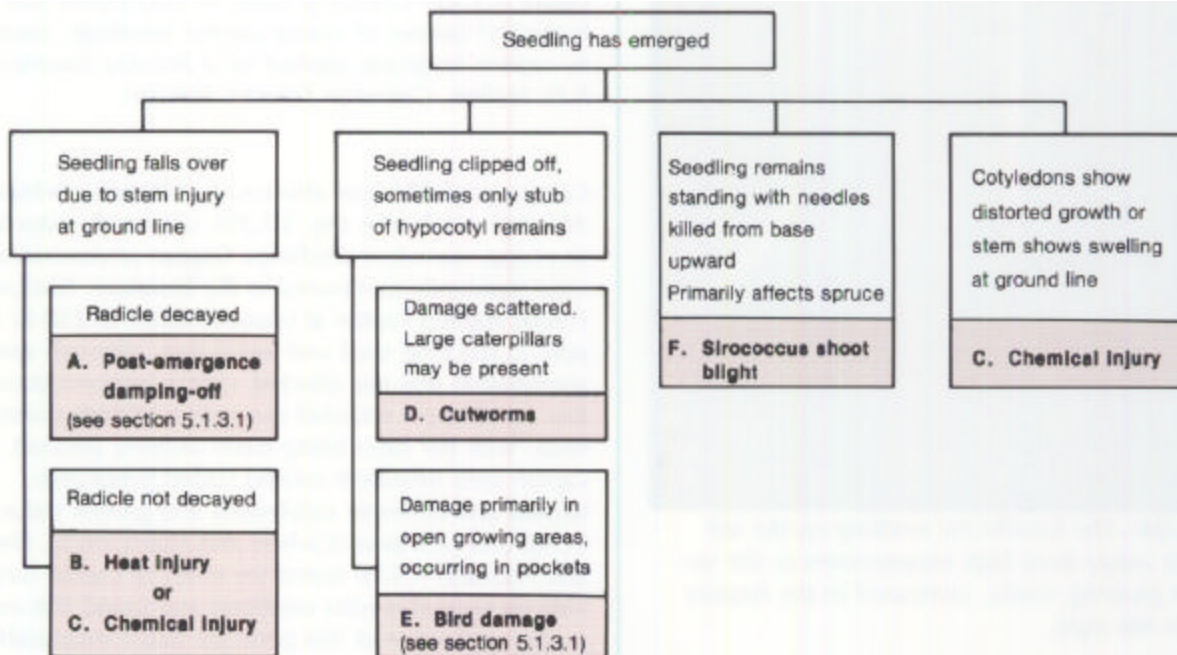 Seedling has emerged
Seedling falls over
due to stem injury
at ground line
Radicle decayed
A. Post-emergence
damping-off
(see section 5.1.3.1)
Radicle not decayed
B. Heat injury
or
C. Chemical injury
Seedling clipped off,
sometimes only stub
of hypocotyl remains
Damage scattered.
Large caterpillars
may be present
D. Cutworms
Damage primarily in
open growing areas,
occurring in pockets
E. Bird damage
(see section 5.1.3.1)
Seedling remains
standing with needles
killed from base
upward
Primarily affects spruce
F. Sirococcus shoot
blight
Cotyledons show
distorted growth or
stem shows swelling
at ground line
C. Chemical injury